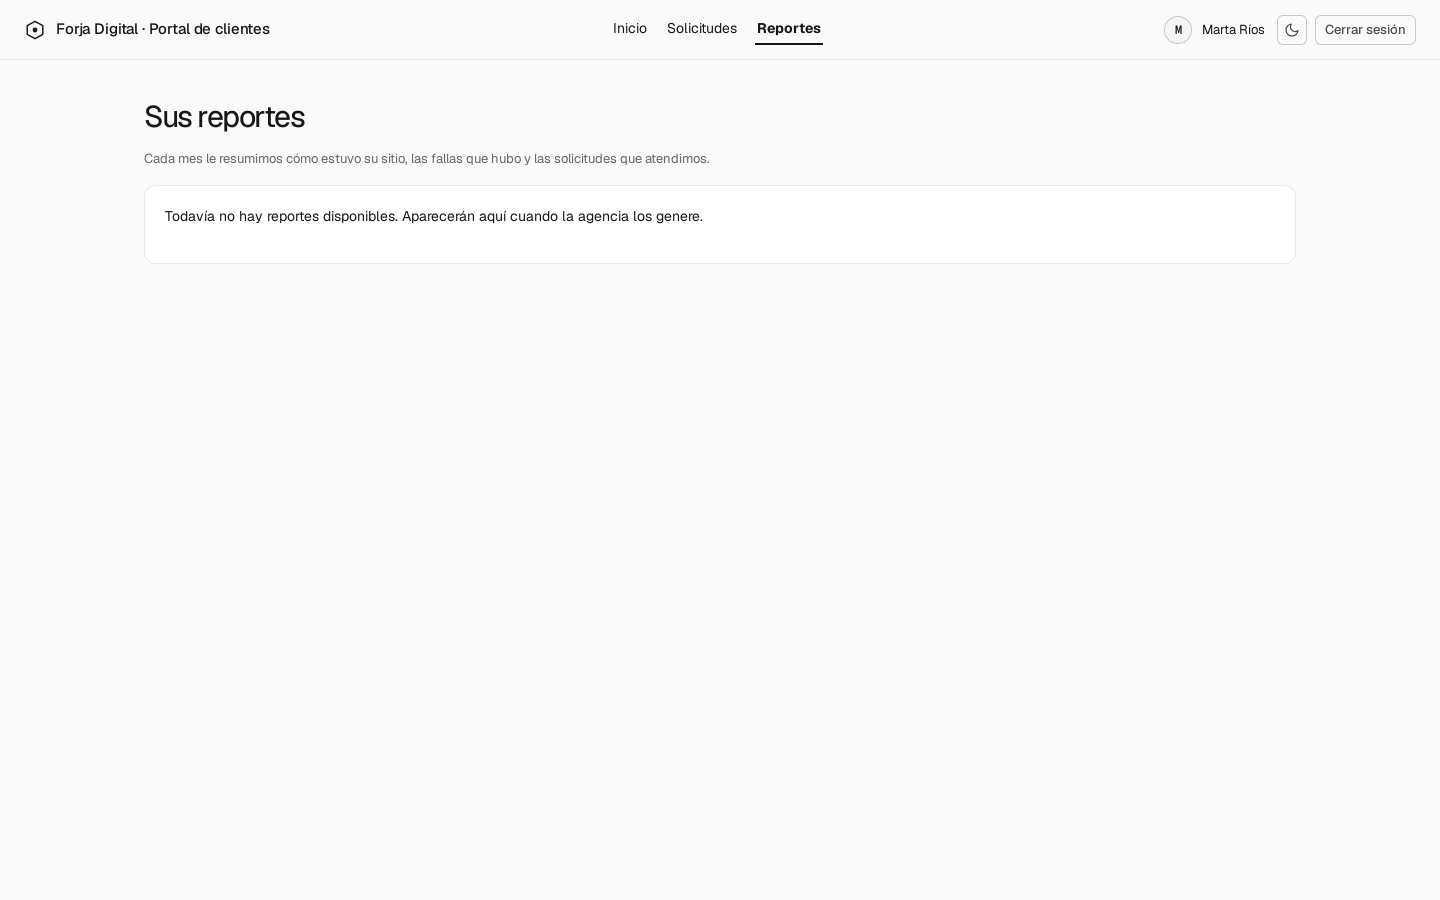 Forja Digital · Portal de clientes
Inicio
Solicitudes
Reportes
M
Marta Ríos
Cerrar sesión
Sus reportes
Cada mes le resumimos cómo estuvo su sitio, las fallas que hubo y las solicitudes que atendimos.
Todavía no hay reportes disponibles. Aparecerán aquí cuando la agencia los genere.